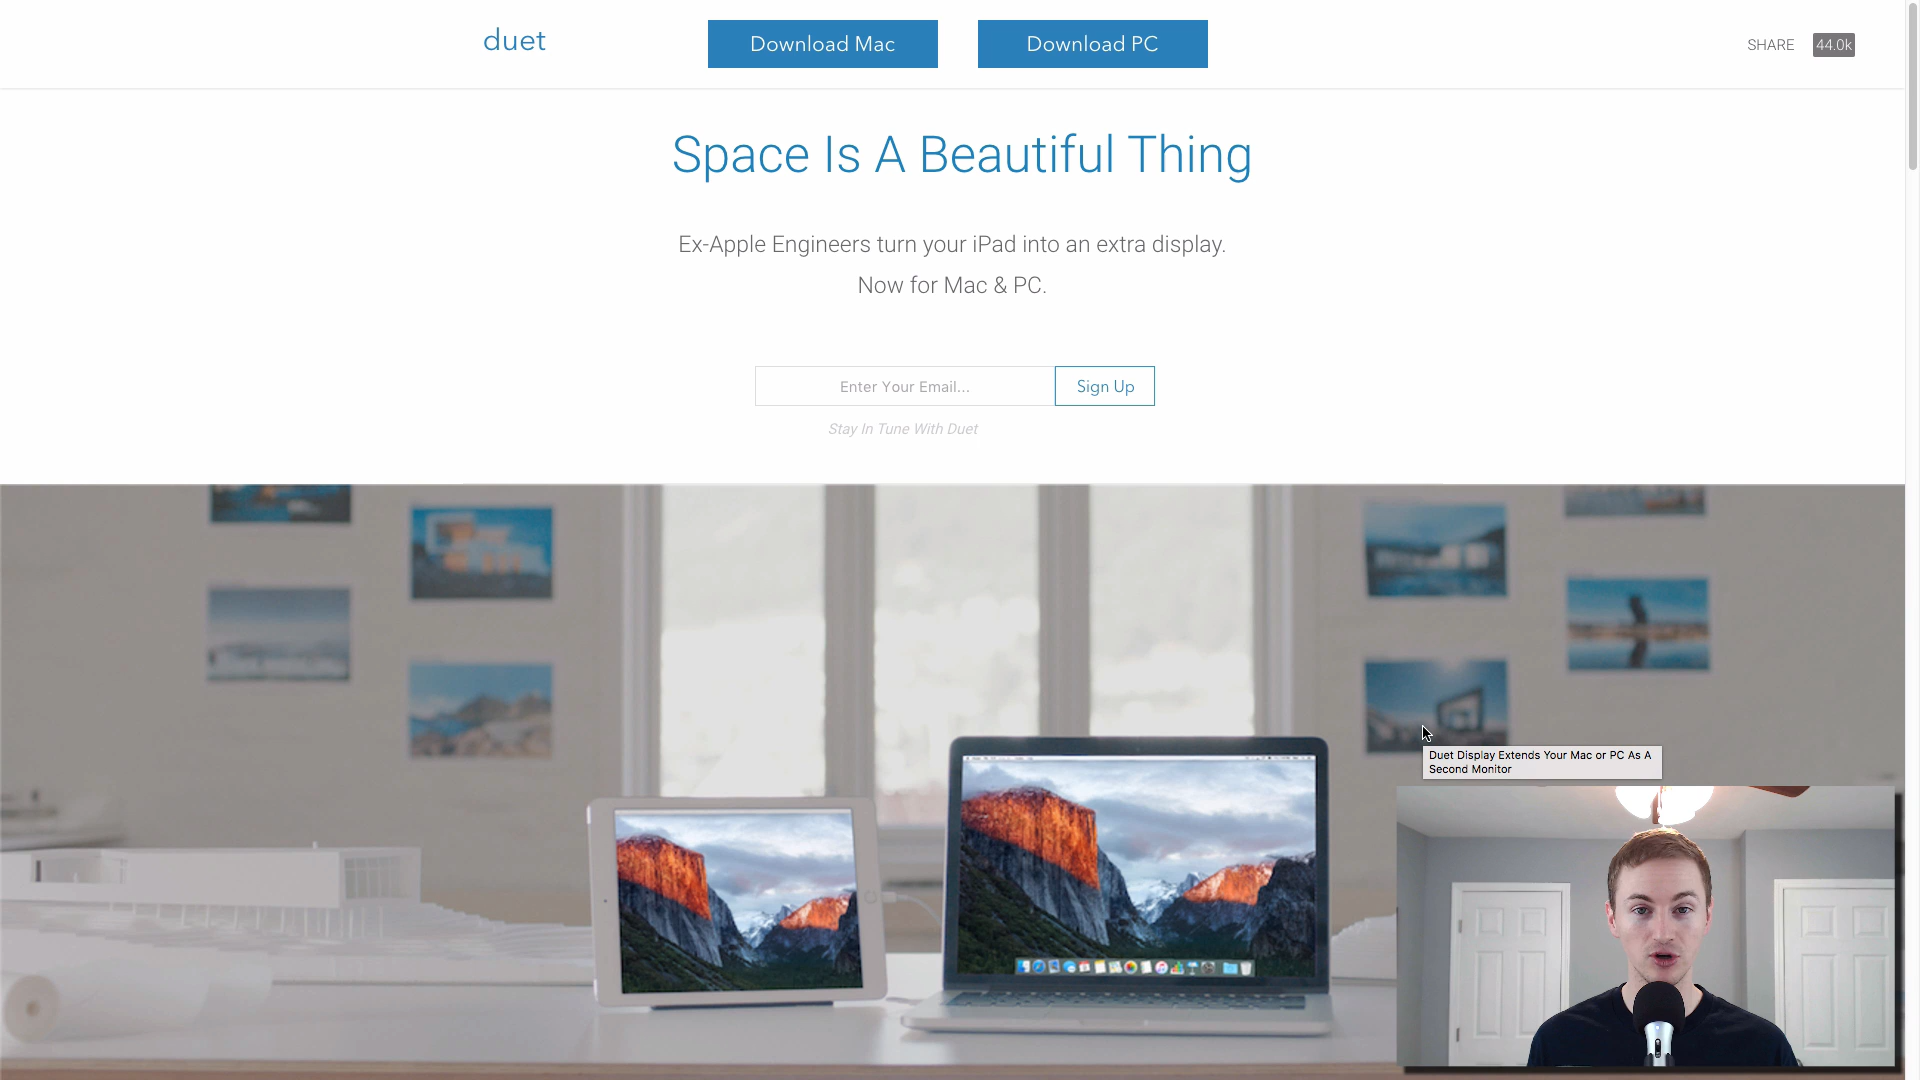 duet
Download Mac
Download PC
SHARE
44.0k
Space Is A Beautiful Thing
Ex-Apple Engineers turn your iPad into an extra display.
Now for Mac & PC.
Enter Your Email...
Sign Up
Stay In Tune With Duet
Duet Display Extends Your Mac or PC As A
Second Monitor